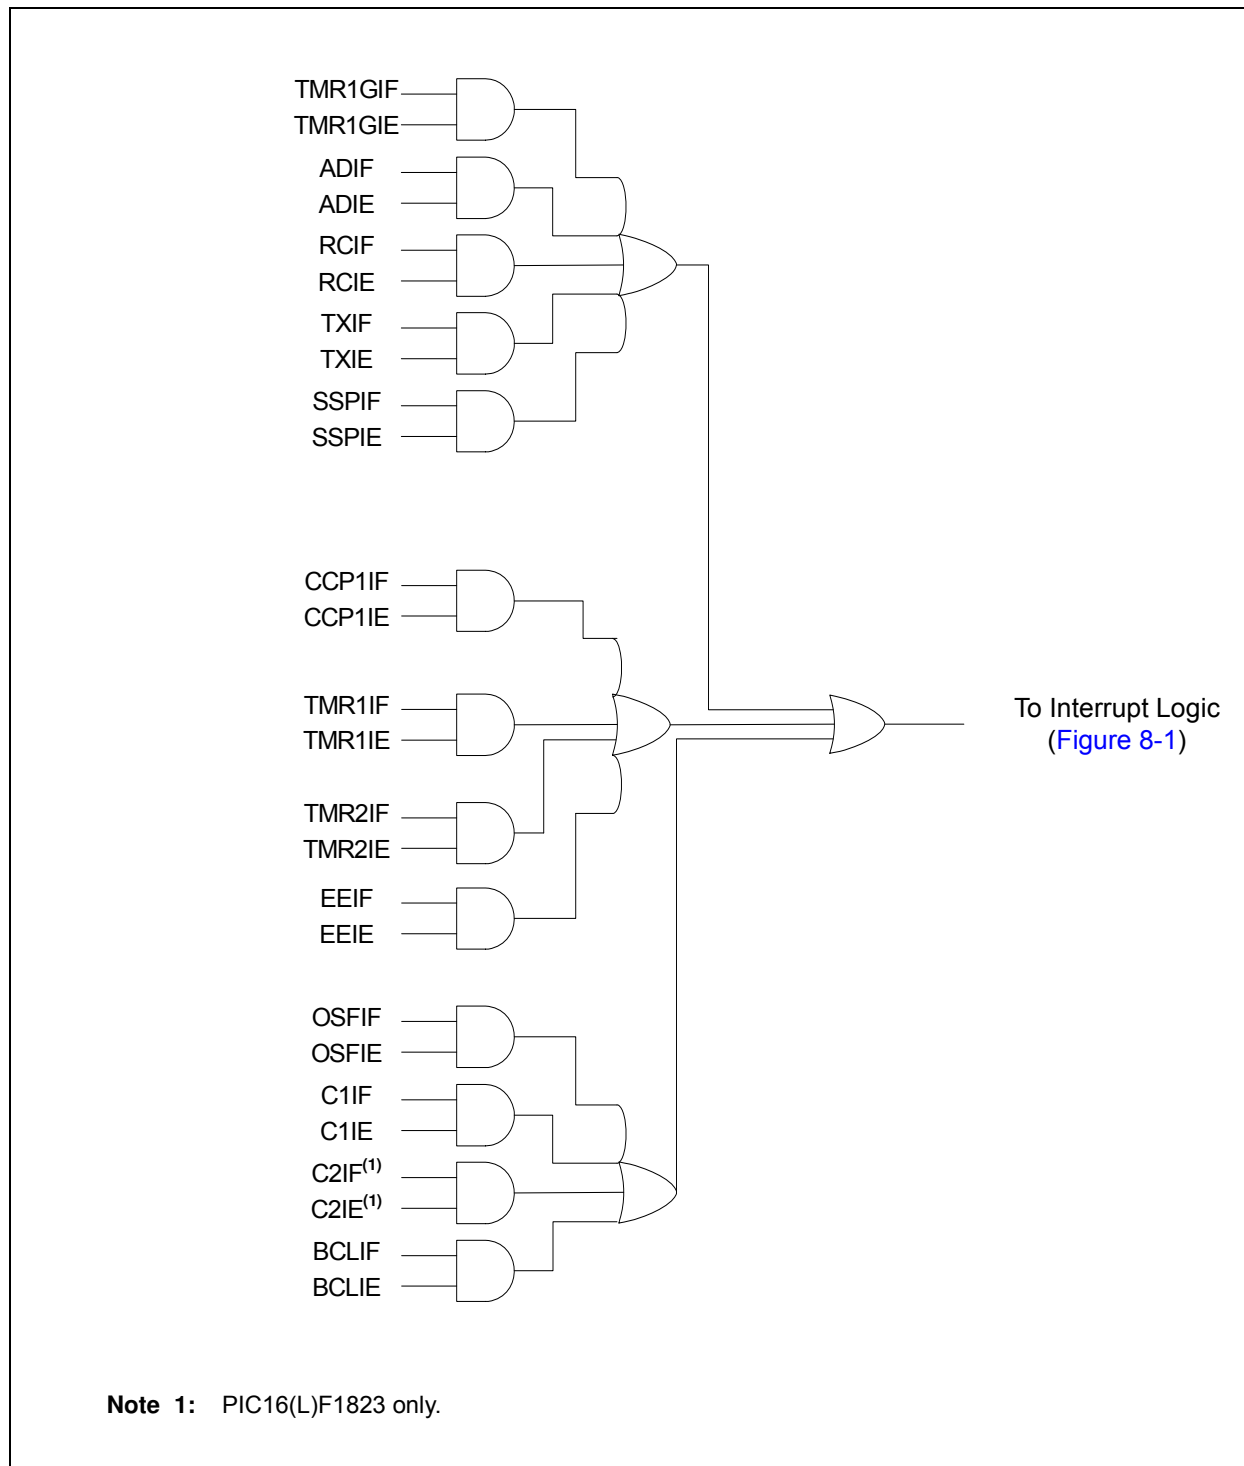 TMR1GIF
TMR1GIE
ADIF
ADIE
RCIF
RCIE
TXIF
TXIE
SSPIF
SSPIE
CCP1IF
CCP1IE
TMR1IF
TMR1IE
TMR2IF
TMR2IE
EEIF
EEIE
OSFIF
OSFIE
C1IF
C1IE
C2IF(1)
C2IE(1)
BCLIF
BCLIE
To Interrupt Logic
(Figure 8-1)
Note 1: PIC16(L)F1823 only.